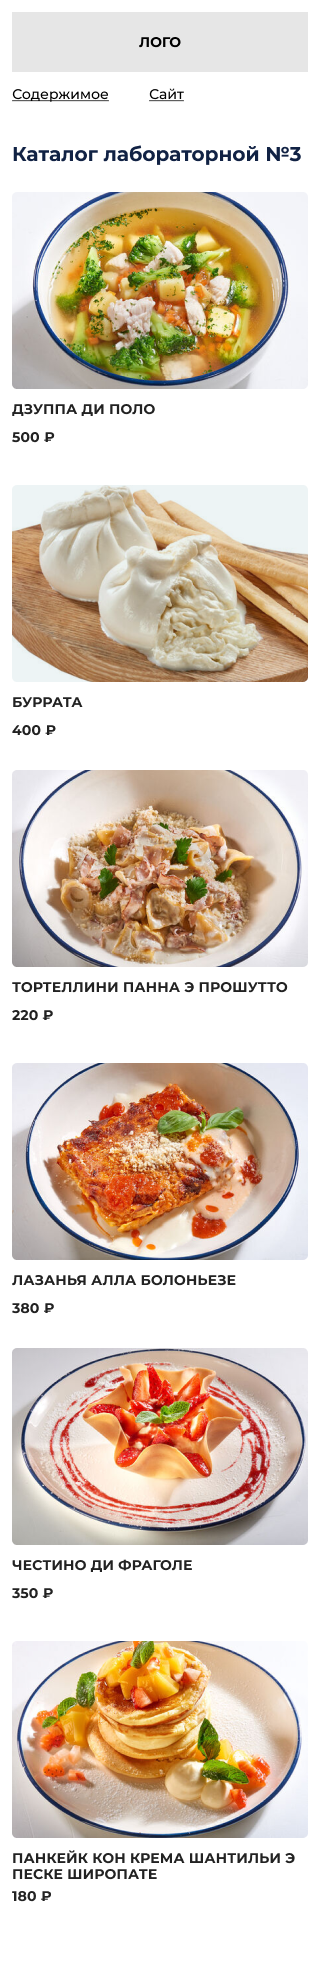 ЛОГО
Содержимое Сайт
Каталог лабораторной №3
ДЗУППА ДИ ПОЛО
500 ₽
БУРРАТА
400 ₽
ТОРТЕЛЛИНИ ПАННА Э ПРОШУТТО
220 ₽
ЛАЗАНЬЯ АЛЛА БОЛОНЬЕЗЕ
380 ₽
ЧЕСТИНО ДИ ФРАГОЛЕ
350 ₽
ПАНКЕЙК КОН КРЕМА ШАНТИЛЬИ Э
ПЕСКЕ ШИРОПАТЕ
180 ₽